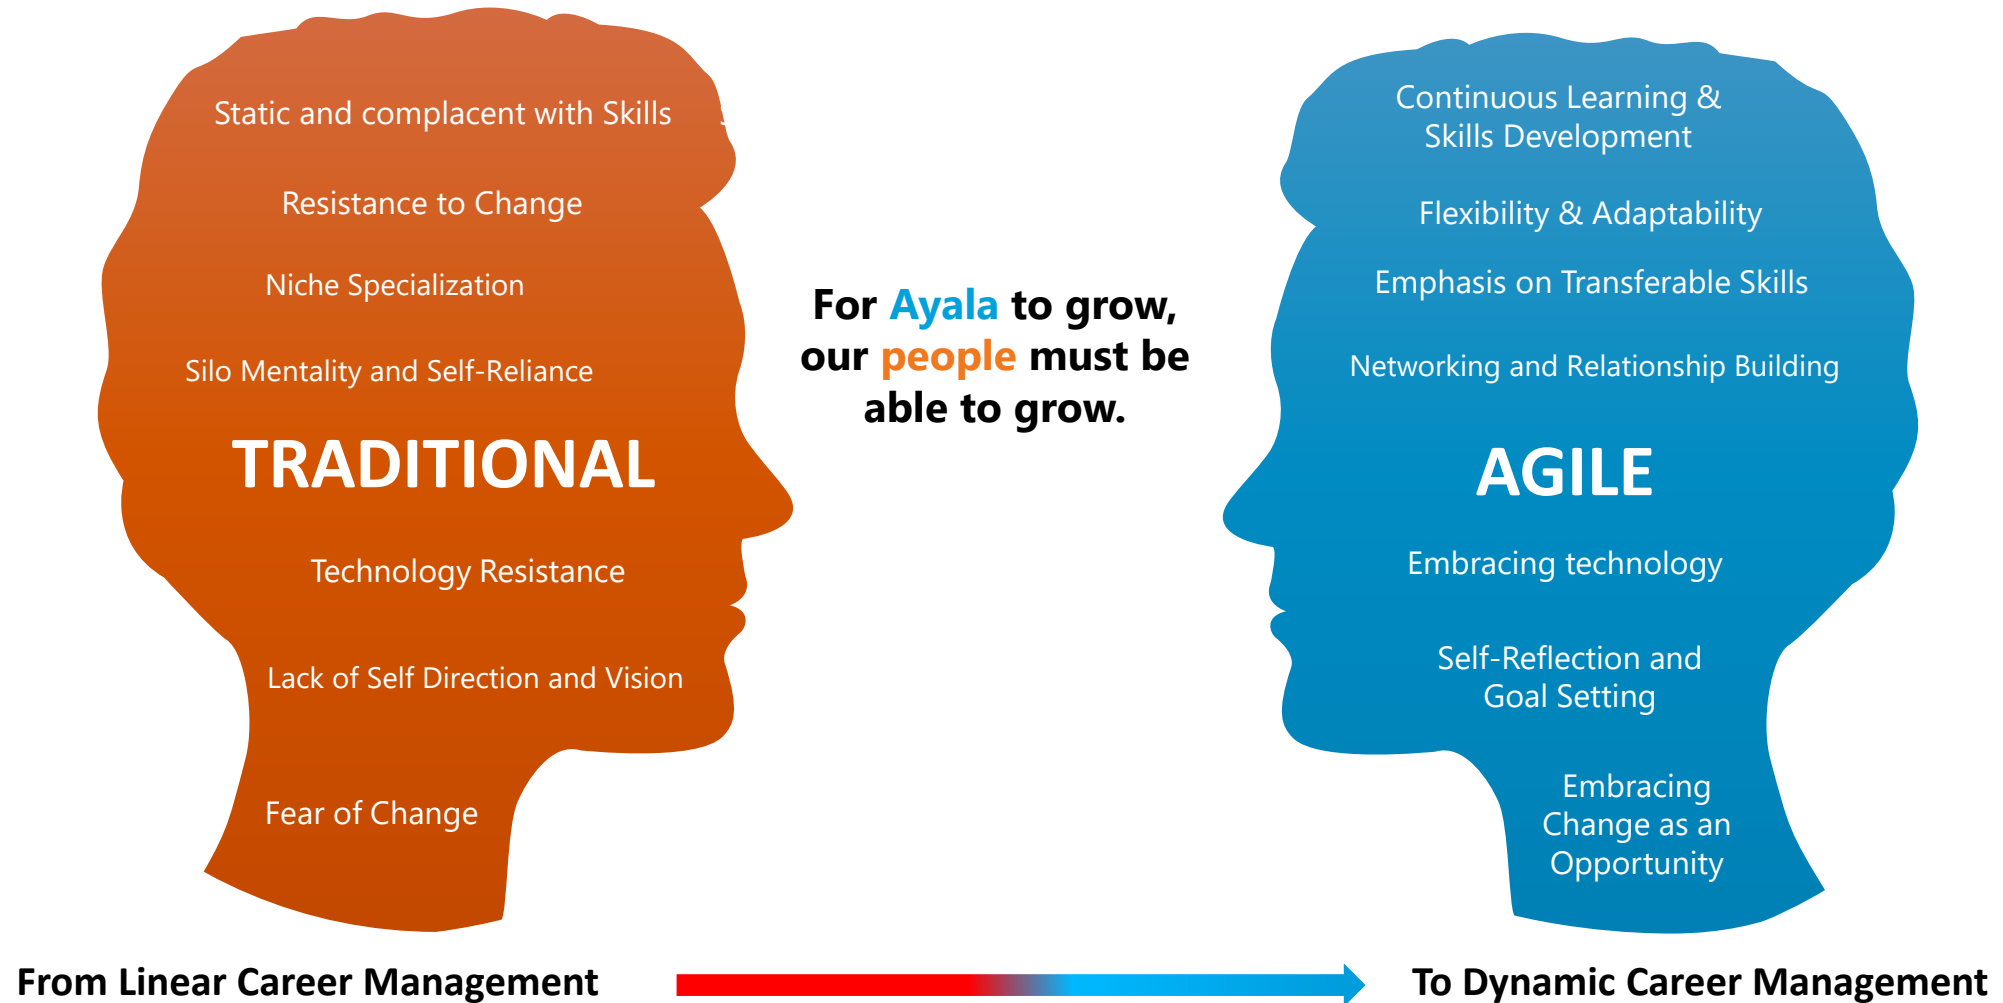 Static and complacent with Skills
Resistance to Change
Niche Specialization
Silo Mentality and Self-Reliance
TRADITIONAL
Technology Resistance
Lack of Self Direction and Vision
Fear of Change
For Ayala to grow,
our people must be
able to grow.
Continuous Learning &
Skills Development
Flexibility & Adaptability
Emphasis on Transferable Skills
Networking and Relationship Building
AGILE
Embracing technology
Self-Reflection and
Goal Setting
Embracing
Change as an
Opportunity
From Linear Career Management
To Dynamic Career Management